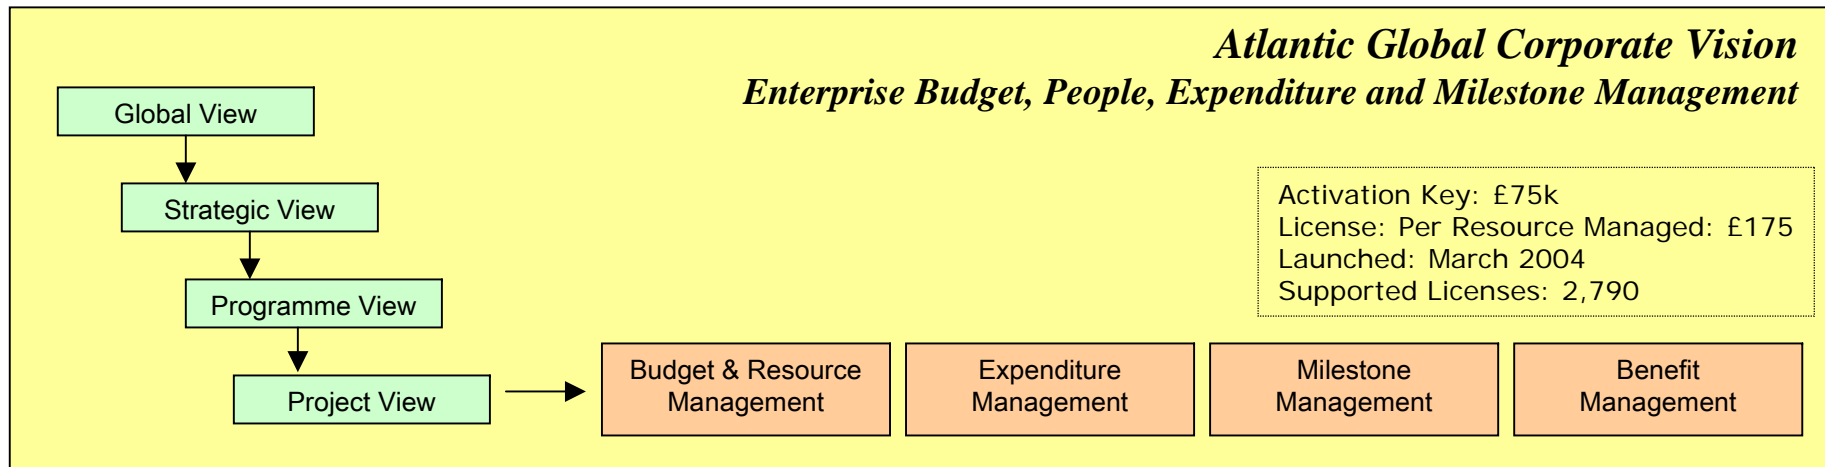 Atlantic Global Corporate Vision
Enterprise Budget, People, Expenditure and Milestone Management
Global View
Strategic View
Programme View
Project View
Activation Key: £75k
License: Per Resource Managed: £175
Launched: March 2004
Supported Licenses: 2,790
Budget & Resource
Management
Expenditure
Management
Milestone
Management
Benefit
Management